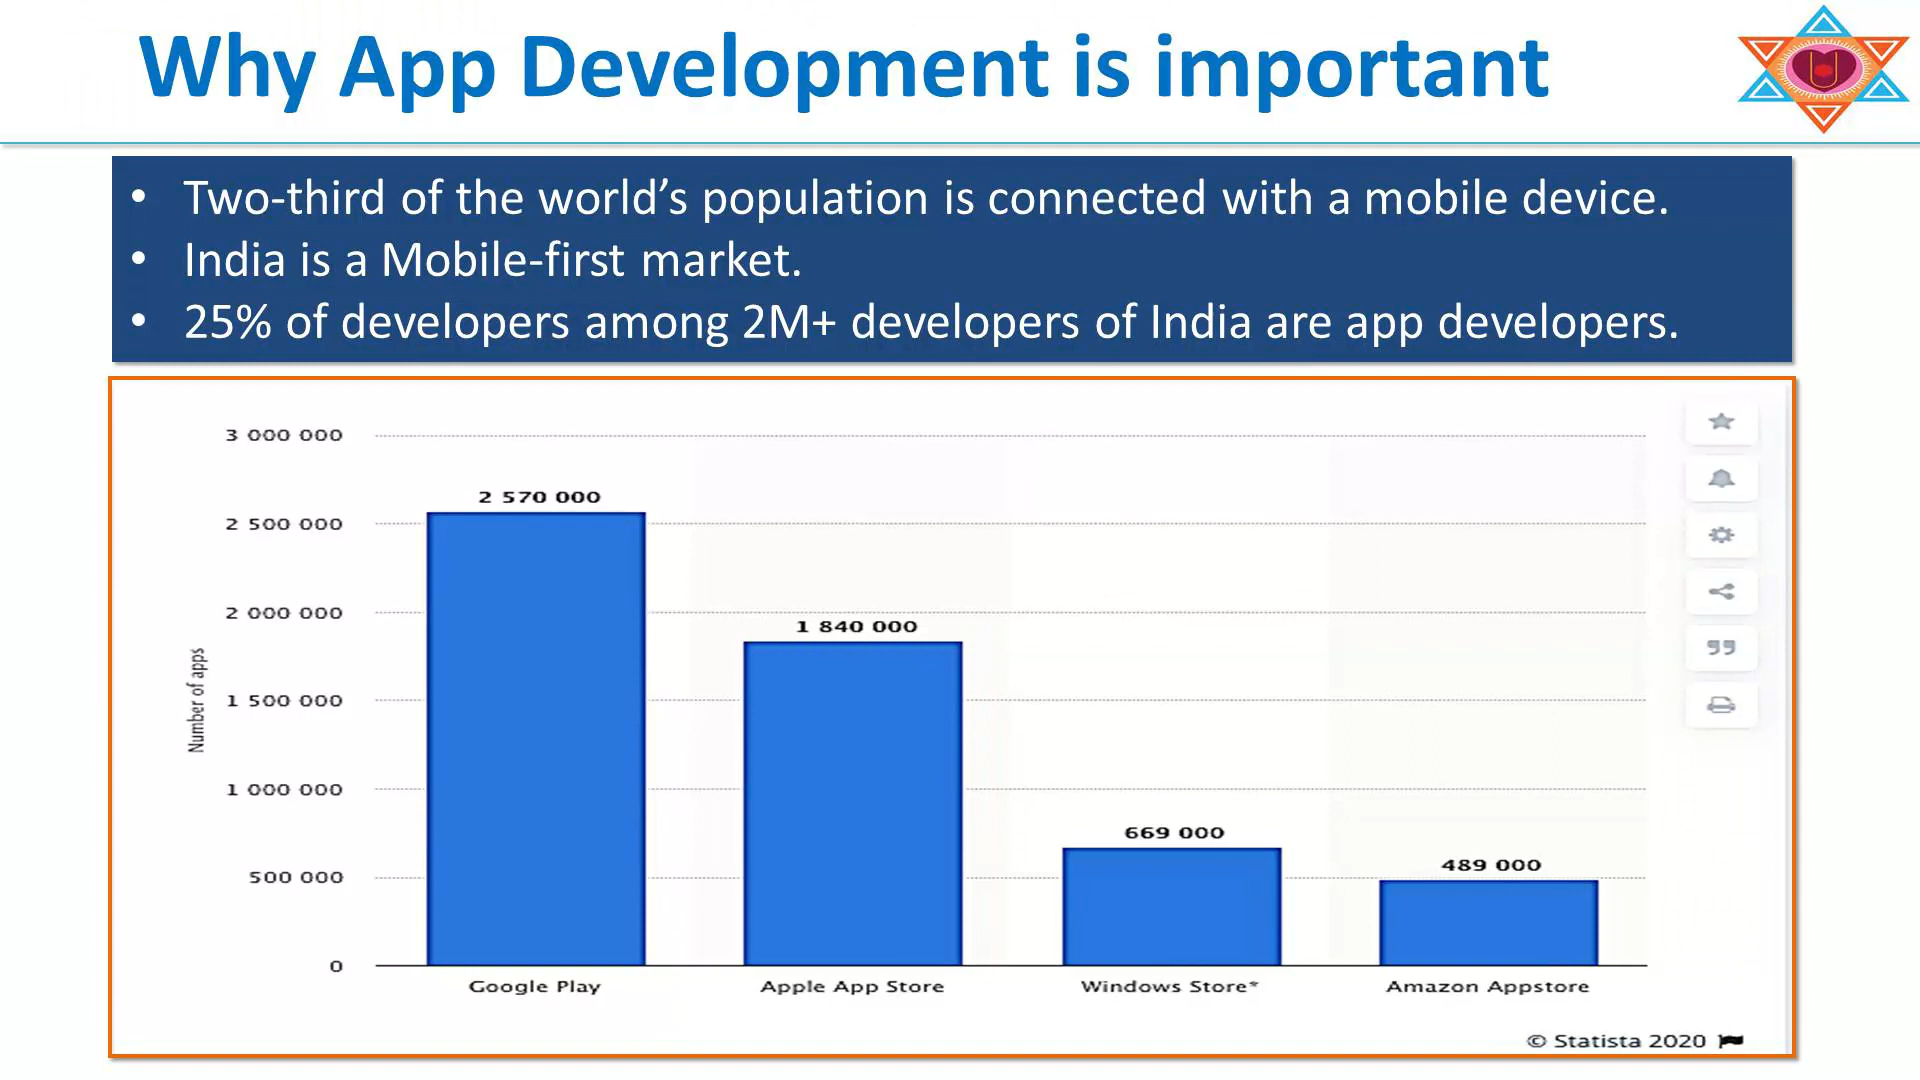 Why App Development is important
• Two-third of the world’s population is connected with a mobile device.
• India is a Mobile-first market.
• 25% of developers among 2M+ developers of India are app developers.
3 000 000
2 500 000
2 000 000
1 500 000
1 000 000
500 000
0
Number of apps
2 570 000
1 840 000
669 000
489 000
Google Play
Apple App Store
Windows Store*
Amazon Appstore
© Statista 2020